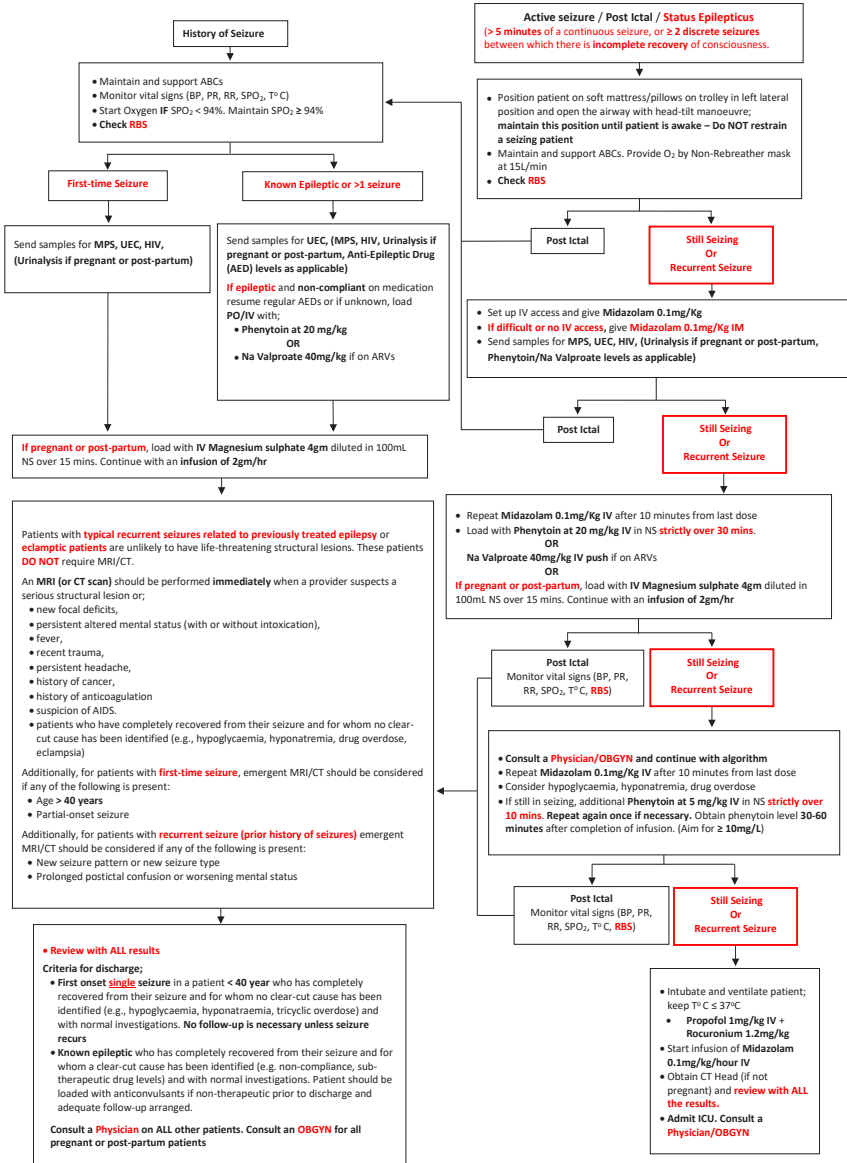 History of Seizure
• Maintain and support ABCs
• Monitor vital signs (BP, PR, RR, SPO₂, T⁰ C)
• Start Oxygen IF SPO₂ < 94%. Maintain SPO₂ ≥ 94%
• Check RBS
First-time Seizure
Known Epileptic or >1 seizure
Send samples for MPS, UEC, HIV,
(Urinalysis if pregnant or post-partum)
Send samples for UEC, (MPS, HIV, Urinalysis if
pregnant or post-partum, Anti-Epileptic Drug
(AED) levels as applicable)
If epileptic and non-compliant on medication
resume regular AEDs or if unknown, load
PO/IV with;
• Phenytoin at 20 mg/kg
OR
• Na Valproate 40mg/kg if on ARVs
If pregnant or post-partum, load with IV Magnesium sulphate 4gm diluted in 100mL
NS over 15 mins. Continue with an infusion of 2gm/hr
Patients with typical recurrent seizures related to previously treated epilepsy or
eclamptic patients are unlikely to have life-threatening structural lesions. These patients
DO NOT require MRI/CT.
An MRI (or CT scan) should be performed immediately when a provider suspects a
serious structural lesion or;
• new focal deficits,
• persistent altered mental status (with or without intoxication),
• fever,
• recent trauma,
• persistent headache,
• history of cancer,
• history of anticoagulation
• suspicion of AIDS.
• patients who have completely recovered from their seizure and for whom no clear-
cut cause has been identified (e.g., hypoglycaemia, hyponatremia, drug overdose,
eclampsia)
Additionally, for patients with first-time seizure, emergent MRI/CT should be considered
if any of the following is present:
• Age > 40 years
• Partial-onset seizure
Additionally, for patients with recurrent seizure (prior history of seizures) emergent
MRI/CT should be considered if any of the following is present:
• New seizure pattern or new seizure type
• Prolonged postictal confusion or worsening mental status
• Review with ALL results
Criteria for discharge;
• First onset single seizure in a patient < 40 year who has completely
recovered from their seizure and for whom no clear-cut cause has been
identified (e.g., hypoglycaemia, hyponatraemia, tricyclic overdose) and
with normal investigations. No follow-up is necessary unless seizure
recurs
• Known epileptic who has completely recovered from their seizure and for
whom a clear-cut cause has been identified (e.g. non-compliance, sub-
therapeutic drug levels) and with normal investigations. Patient should be
loaded with anticonvulsants if non-therapeutic prior to discharge and
adequate follow-up arranged.
Consult a Physician on ALL other patients. Consult an OBGYN for all
pregnant or post-partum patients
Active seizure / Post Ictal / Status Epilepticus
(> 5 minutes of a continuous seizure, or ≥ 2 discrete seizures
between which there is incomplete recovery of consciousness.
• Position patient on soft mattress/pillows on trolley in left lateral
position and open the airway with head-tilt manoeuvre;
maintain this position until patient is awake – Do NOT restrain
a seizing patient
• Maintain and support ABCs. Provide O₂ by Non-Rebreather mask
at 15L/min
• Check RBS
Post Ictal
Still Seizing
Or
Recurrent Seizure
• Set up IV access and give Midazolam 0.1mg/Kg
• If difficult or no IV access, give Midazolam 0.1mg/Kg IM
• Send samples for MPS, UEC, HIV, (Urinalysis if pregnant or post-partum,
Phenytoin/Na Valproate levels as applicable)
Post Ictal
Still Seizing
Or
Recurrent Seizure
• Repeat Midazolam 0.1mg/Kg IV after 10 minutes from last dose
• Load with Phenytoin at 20 mg/kg IV in NS strictly over 30 mins.
OR
Na Valproate 40mg/kg IV push if on ARVs
OR
If pregnant or post-partum, load with IV Magnesium sulphate 4gm diluted in
100mL NS over 15 mins. Continue with an infusion of 2gm/hr
Post Ictal
Monitor vital signs (BP, PR,
RR, SPO₂, T⁰ C, RBS)
Still Seizing
Or
Recurrent Seizure
• Consult a Physician/OBGYN and continue with algorithm
• Repeat Midazolam 0.1mg/Kg IV after 10 minutes from last dose
• Consider hypoglycaemia, hyponatremia, drug overdose
• If still in seizing, additional Phenytoin at 5 mg/kg IV in NS strictly over
10 mins. Repeat again once if necessary. Obtain phenytoin level 30-60
minutes after completion of infusion. (Aim for ≥ 10mg/L)
Post Ictal
Monitor vital signs (BP, PR,
RR, SPO₂, T⁰ C, RBS)
Still Seizing
Or
Recurrent Seizure
• Intubate and ventilate patient;
keep T⁰ C ≤ 37⁰C
• Propofol 1mg/kg IV +
Rocuronium 1.2mg/kg
• Start infusion of Midazolam
0.1mg/kg/hour IV
• Obtain CT Head (if not
pregnant) and review with ALL
the results.
• Admit ICU. Consult a
Physician/OBGYN